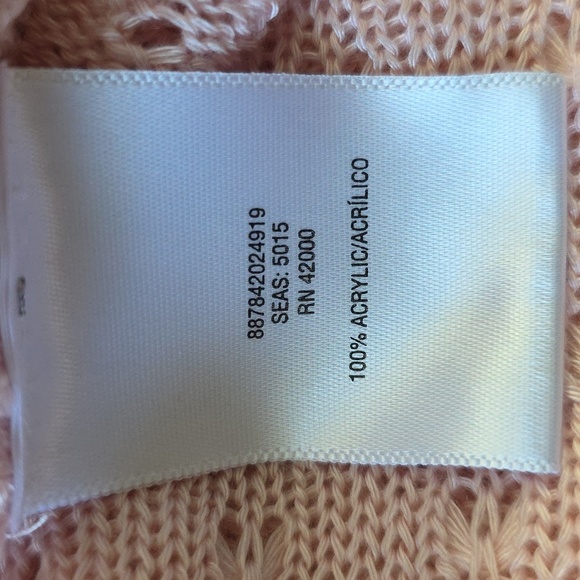 887842024919
SEAS: 5015
RN 42000
100% ACRYLIC/ACRÍLICO